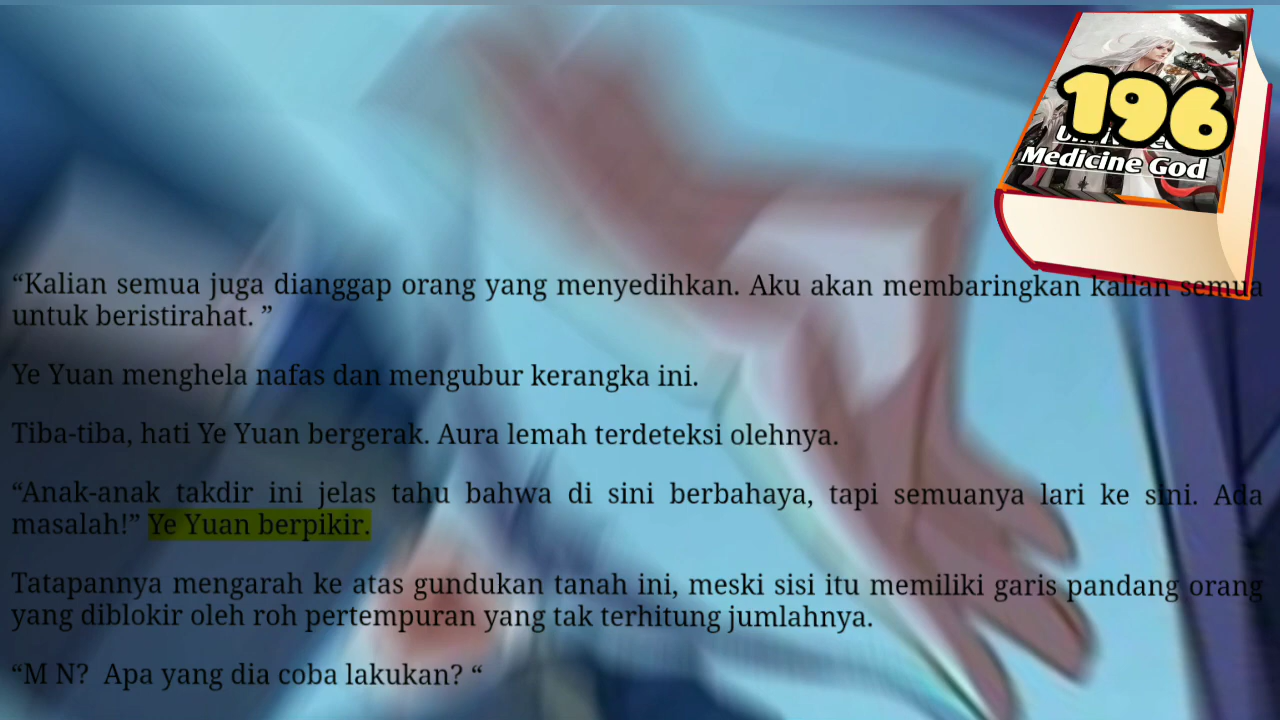 196
Medicine God
“Kalian semua juga dianggap orang yang menyedihkan. Aku akan membaringkan kalian semua
untuk beristirahat. ”
Ye Yuan menghela nafas dan mengubur kerangka ini.
Tiba-tiba, hati Ye Yuan bergerak. Aura lemah terdeteksi olehnya.
“Anak-anak takdir ini jelas tahu bahwa di sini berbahaya, tapi semuanya lari ke sini. Ada
masalah!” Ye Yuan berpikir.
Tatapannya mengarah ke atas gundukan tanah ini, meski sisi itu memiliki garis pandang orang
yang diblokir oleh roh pertempuran yang tak terhitung jumlahnya.
“M N?  Apa yang dia coba lakukan? “